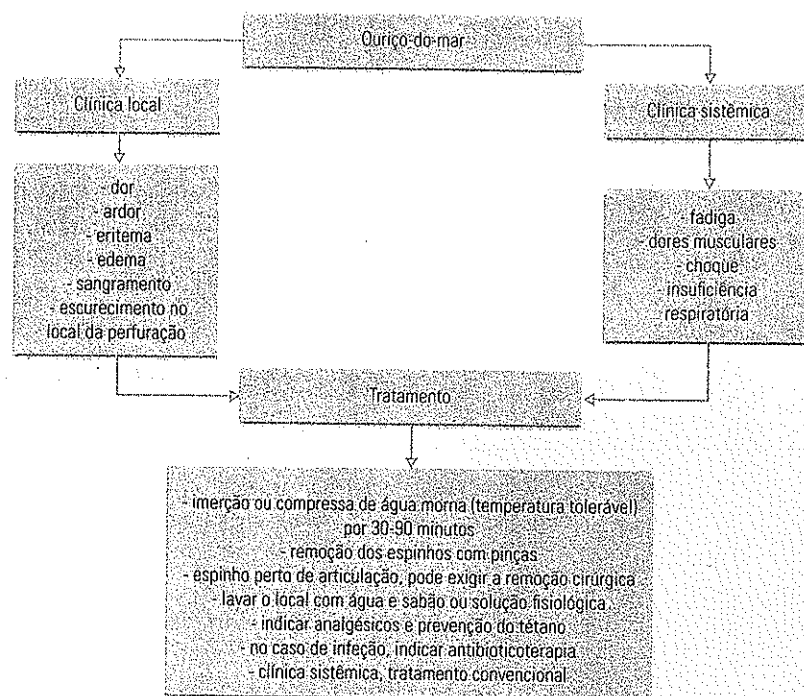 Ouriço-do-mar
Clínica local
Clínica sistêmica
- dor
- ardor
- eritema
- edema
- sangramento
- escurecimento no
local da perfuração
- fadiga
- dores musculares
- choque
- insuficiência
- respiratória
Tratamento
- imerção ou compressa de água morna (temperatura tolerável)
por 30-90 minutos
- remoção dos espinhos com pinças
- espinho perto de articulação, pode exigir a remoção cirúrgica
- lavar o local com água e sabão ou solução fisiológica
- indicar analgésicos e prevenção do tétano
- no caso de infeção, indicar antibioticoterapia
- clínica sistêmica, tratamento convencional